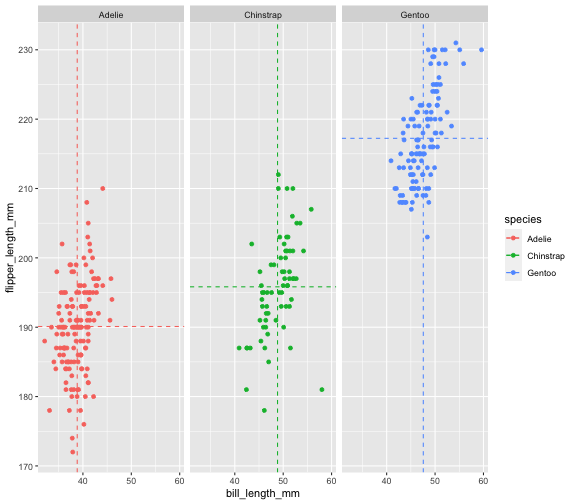 Adelie Chinstrap Gentoo
230
220
210
200
190
180
170
flipper_length_mm
40 50 60 40 50 60 40 50 60
bill_length_mm
species
Adelie
Chinstrap
Gentoo